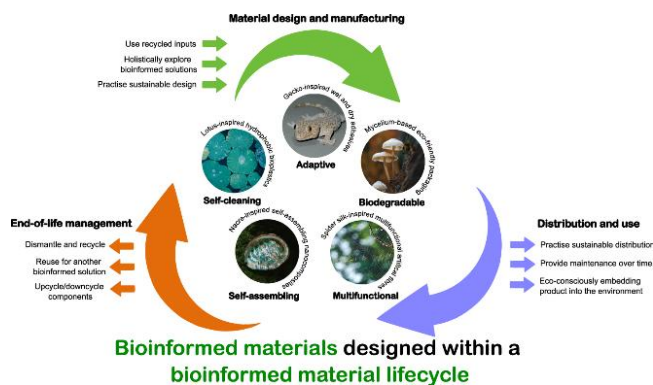 Material design and manufacturing
Use recycled inputs
Holistically explore
bioinformed solutions
Practise sustainable design
Gecko-inspired wet and dry adhesives
Adaptive
Lotus-inspired hydrophobic bioplastics
Self-cleaning
Mycelium-based eco-friendly packaging
Biodegradable
Nacre-inspired self-assembling nanocomposites
Self-assembling
Spider silk-inspired multifunctional artificial fibres
Multifunctional
End-of-life management
Dismantle and recycle
Reuse for another
bioinformed solution
Upcycle/downcycle
components
Distribution and use
Practise sustainable distribution
Provide maintenance over time
Eco-consciously embedding
product into the environment
Bioinformed materials designed within a
bioinformed material lifecycle